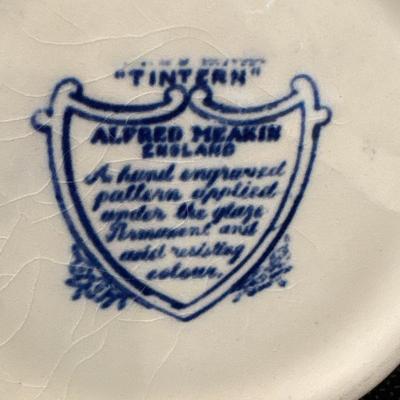 "TINTERN"
ALFRED MEAKIN
ENGLAND
A hand engraved
pattern applied
under the glaze
Permanent and
acid resisting
colour.